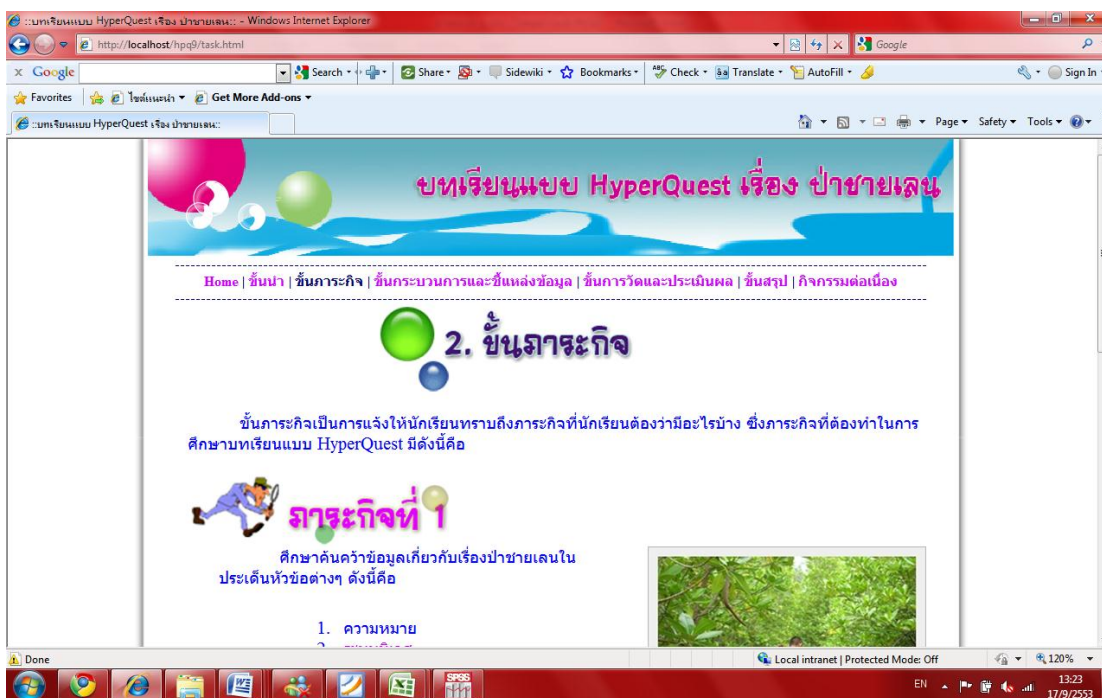 ::บทเรียนแบบ HyperQuest เรื่อง ป่าชายเลน:: - Windows Internet Explorer
http://localhost/hpq9/task.html
Google
x Google Search Share Sidewiki Bookmarks Check Translate AutoFill Sign In
Favorites ไซต์แนะนำ Get More Add-ons
::บทเรียนแบบ HyperQuest เรื่อง ป่าชายเลน:: Page Safety Tools
บทเรียนแบบ HyperQuest เรื่อง ป่าชายเลน
Home | ขั้นนำ | ขั้นภาระกิจ | ขั้นกระบวนการและชี้แหล่งข้อมูล | ขั้นการวัดและประเมินผล | ขั้นสรุป | กิจกรรมต่อเนื่อง
2. ขั้นภาระกิจ
ขั้นภาระกิจเป็นการแจ้งให้นักเรียนทราบถึงภาระกิจที่นักเรียนต้องว่ามีอะไรบ้าง ซึ่งภาระกิจที่ต้องทำในการ
ศึกษาบทเรียนแบบ HyperQuest มีดังนี้คือ
ภาระกิจที่ 1
ศึกษาค้นคว้าข้อมูลเกี่ยวกับเรื่องป่าชายเลนใน
ประเด็นหัวข้อต่างๆ ดังนี้คือ
1. ความหมาย
Done Local intranet | Protected Mode: Off 120%
SPSS
EN 13:23
17/9/2553